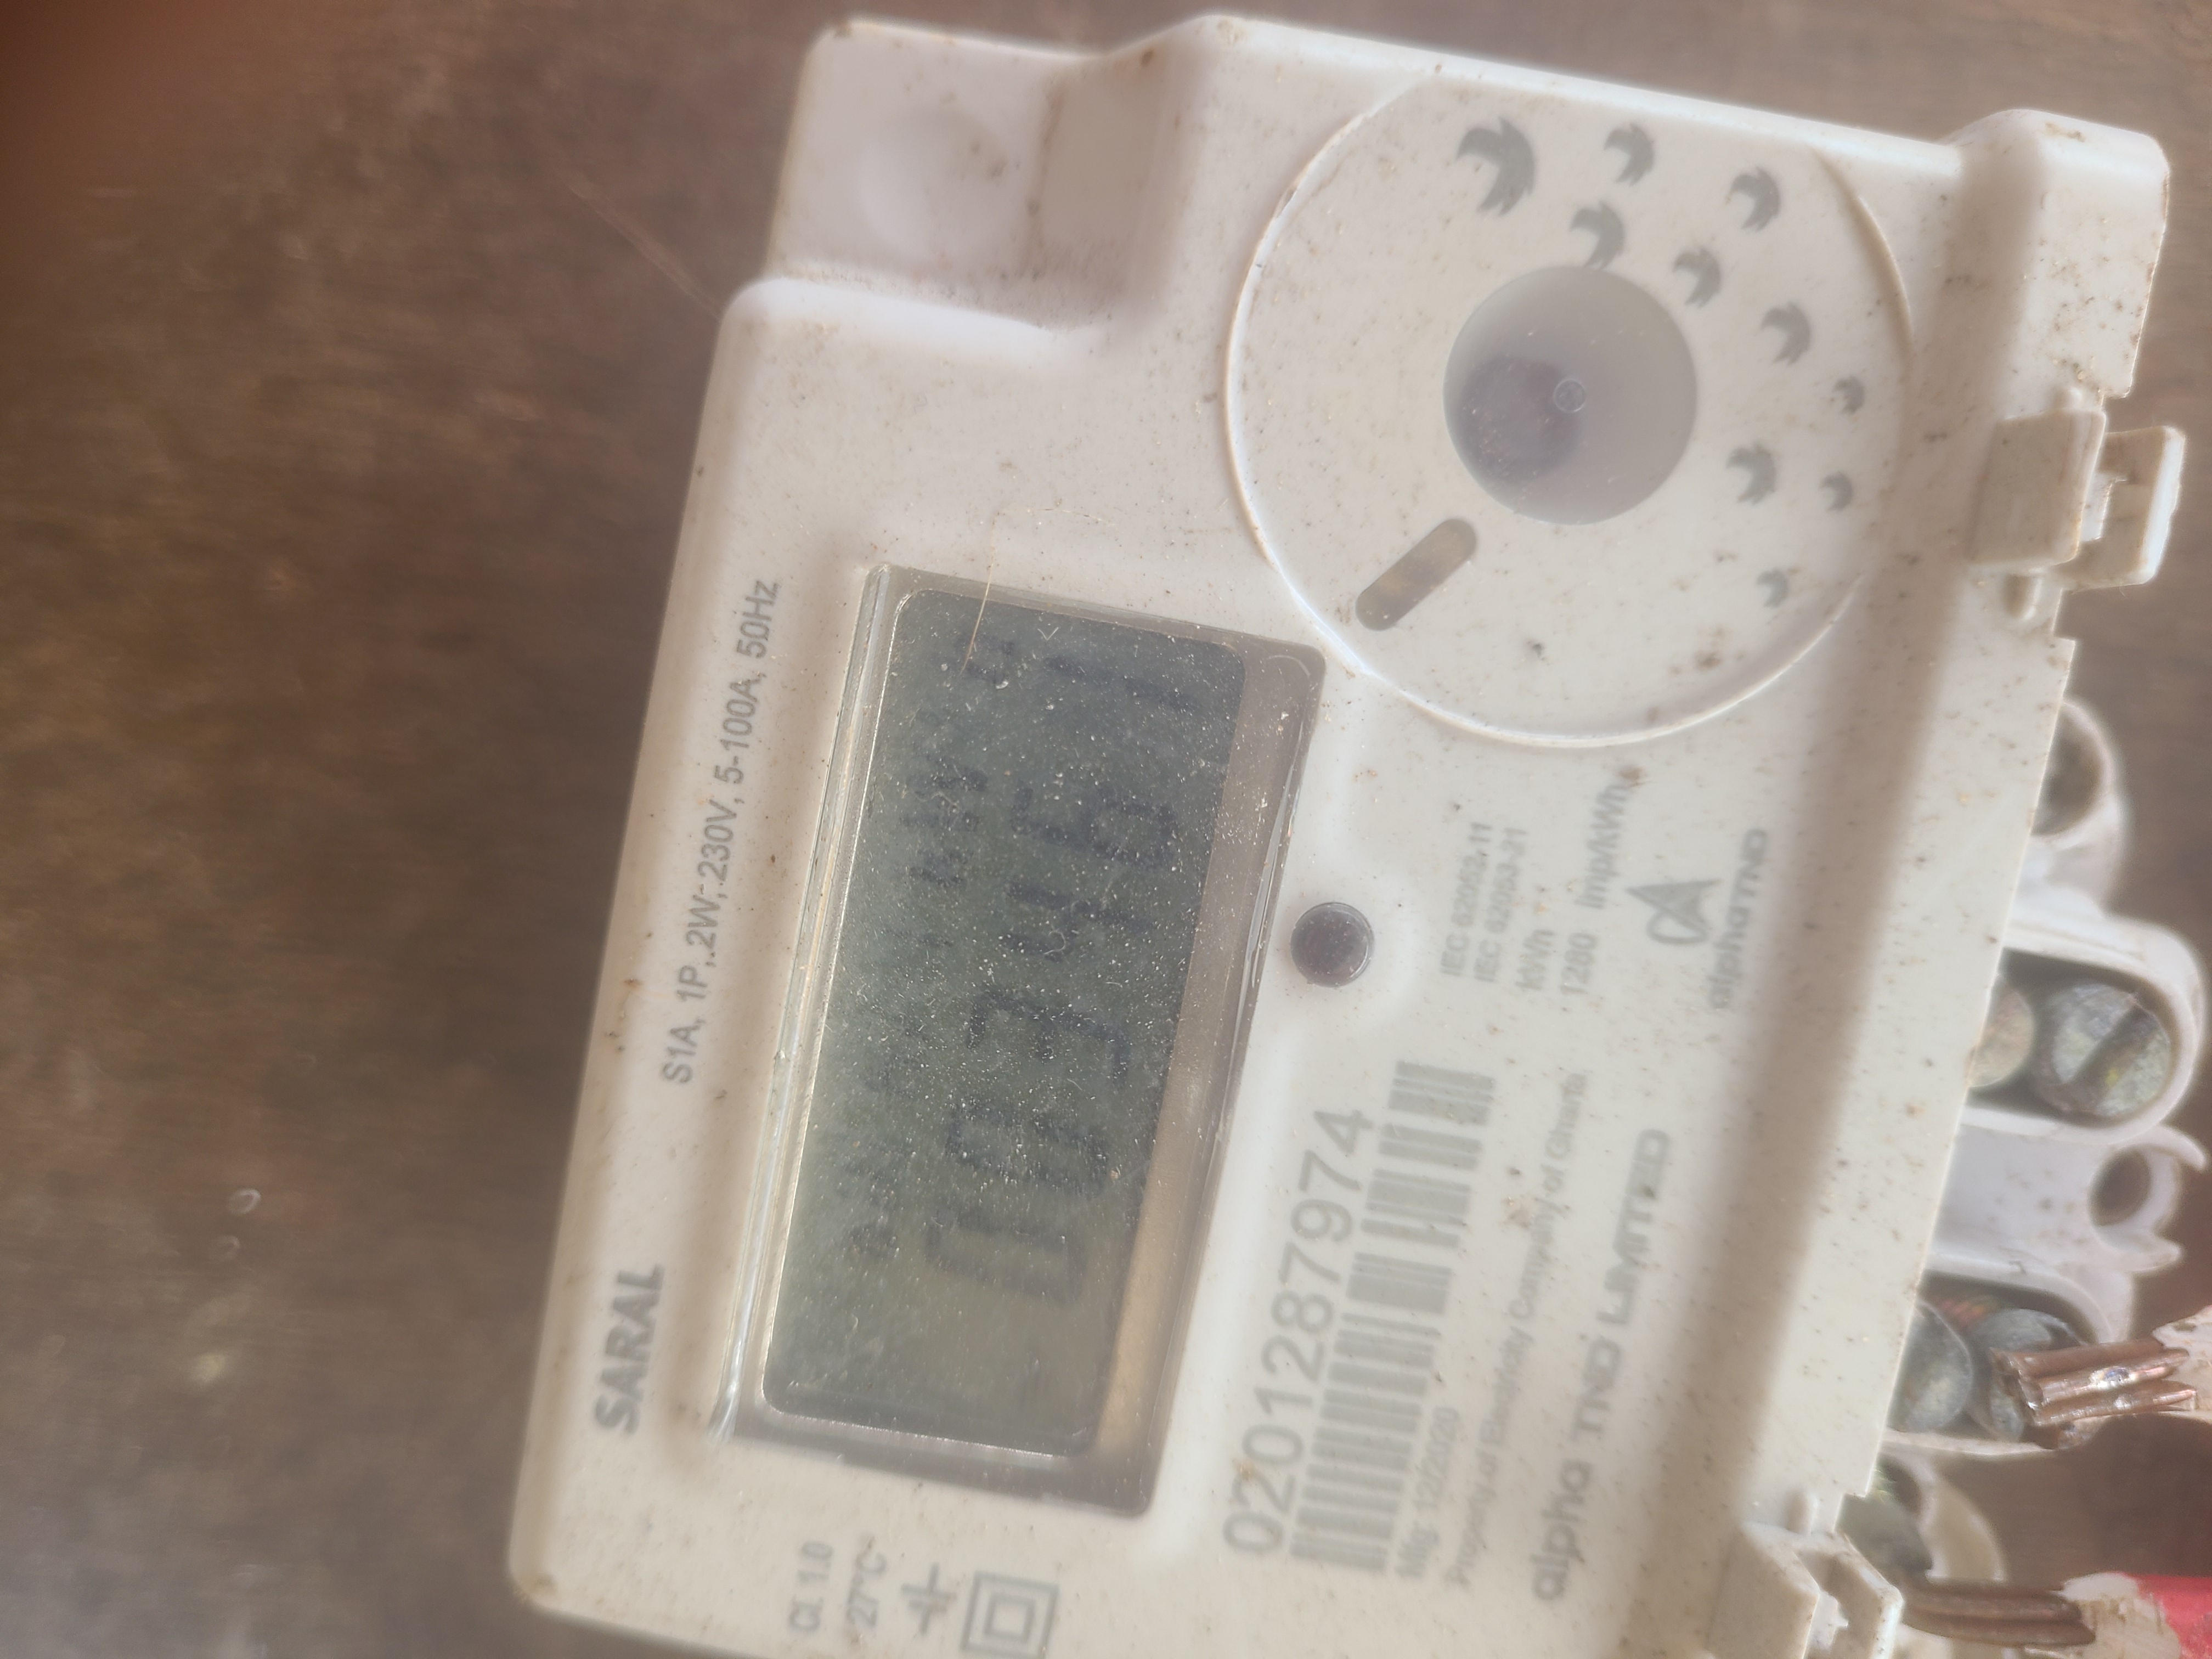 SARAL
S1A, 1P, 2W, 230V, 5-100A, 50Hz
Cl. 1.0
27°C
003461
0201287974
Mfg: 12/2020
Property of Electricity Company of Ghana
alpha TND LIMITED
IEC 62052-11
IEC 62053-21
kWh
1280 imp/kWh
alphaTND